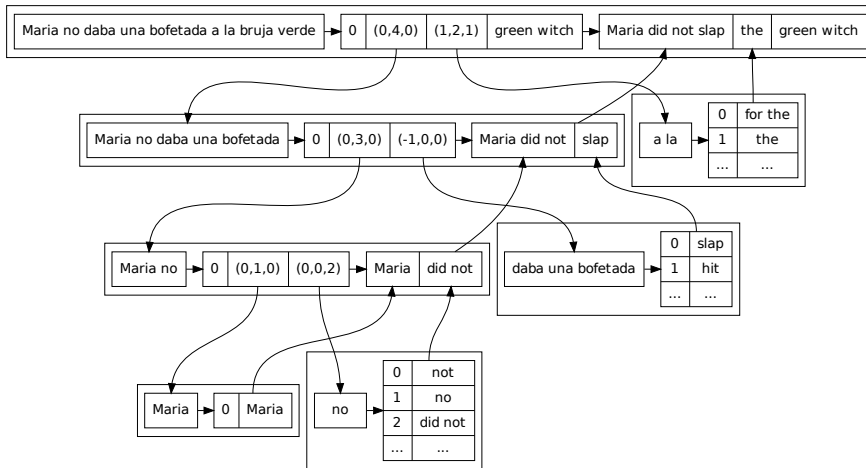 Maria no daba una bofetada a la bruja verde 0 (0,4,0) (1,2,1) green witch Maria did not slap the green witch
Maria no daba una bofetada 0 (0,3,0) (-1,0,0) Maria did not slap
a la
0 for the
1 the
... ...
Maria no 0 (0,1,0) (0,0,2) Maria did not
daba una bofetada
0 slap
1 hit
... ...
Maria 0 Maria
no
0 not
1 no
2 did not
... ...